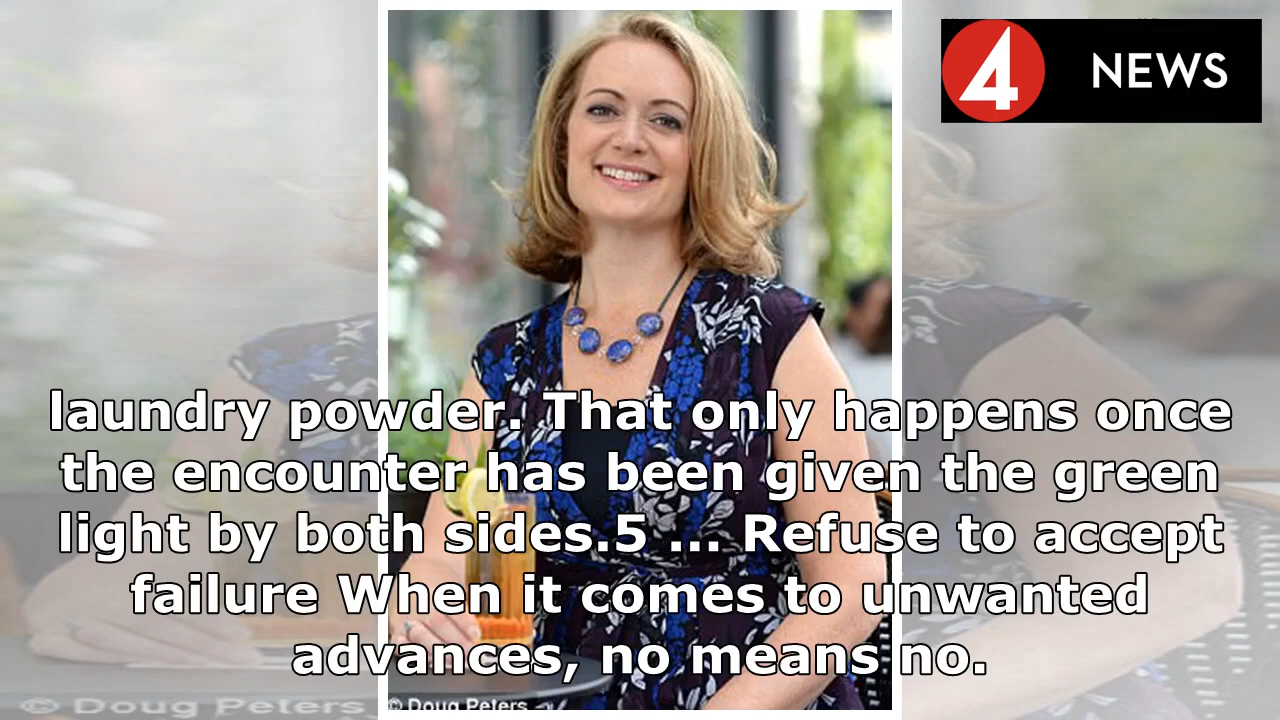 4 NEWS
laundry powder. That only happens once
the encounter has been given the green
light by both sides.5 ... Refuse to accept
failure When it comes to unwanted
advances, no means no.
© Doug Peters
© Doug Peters